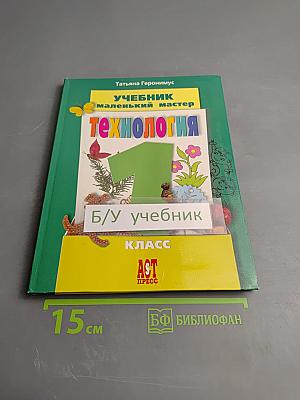 Татьяна Геронимус
УЧЕБНИК
маленький мастер
Технология
1
Б/У учебник
КЛАСС
АСТ
ПРЕСС
15 см
БФ БИБЛИОФАН